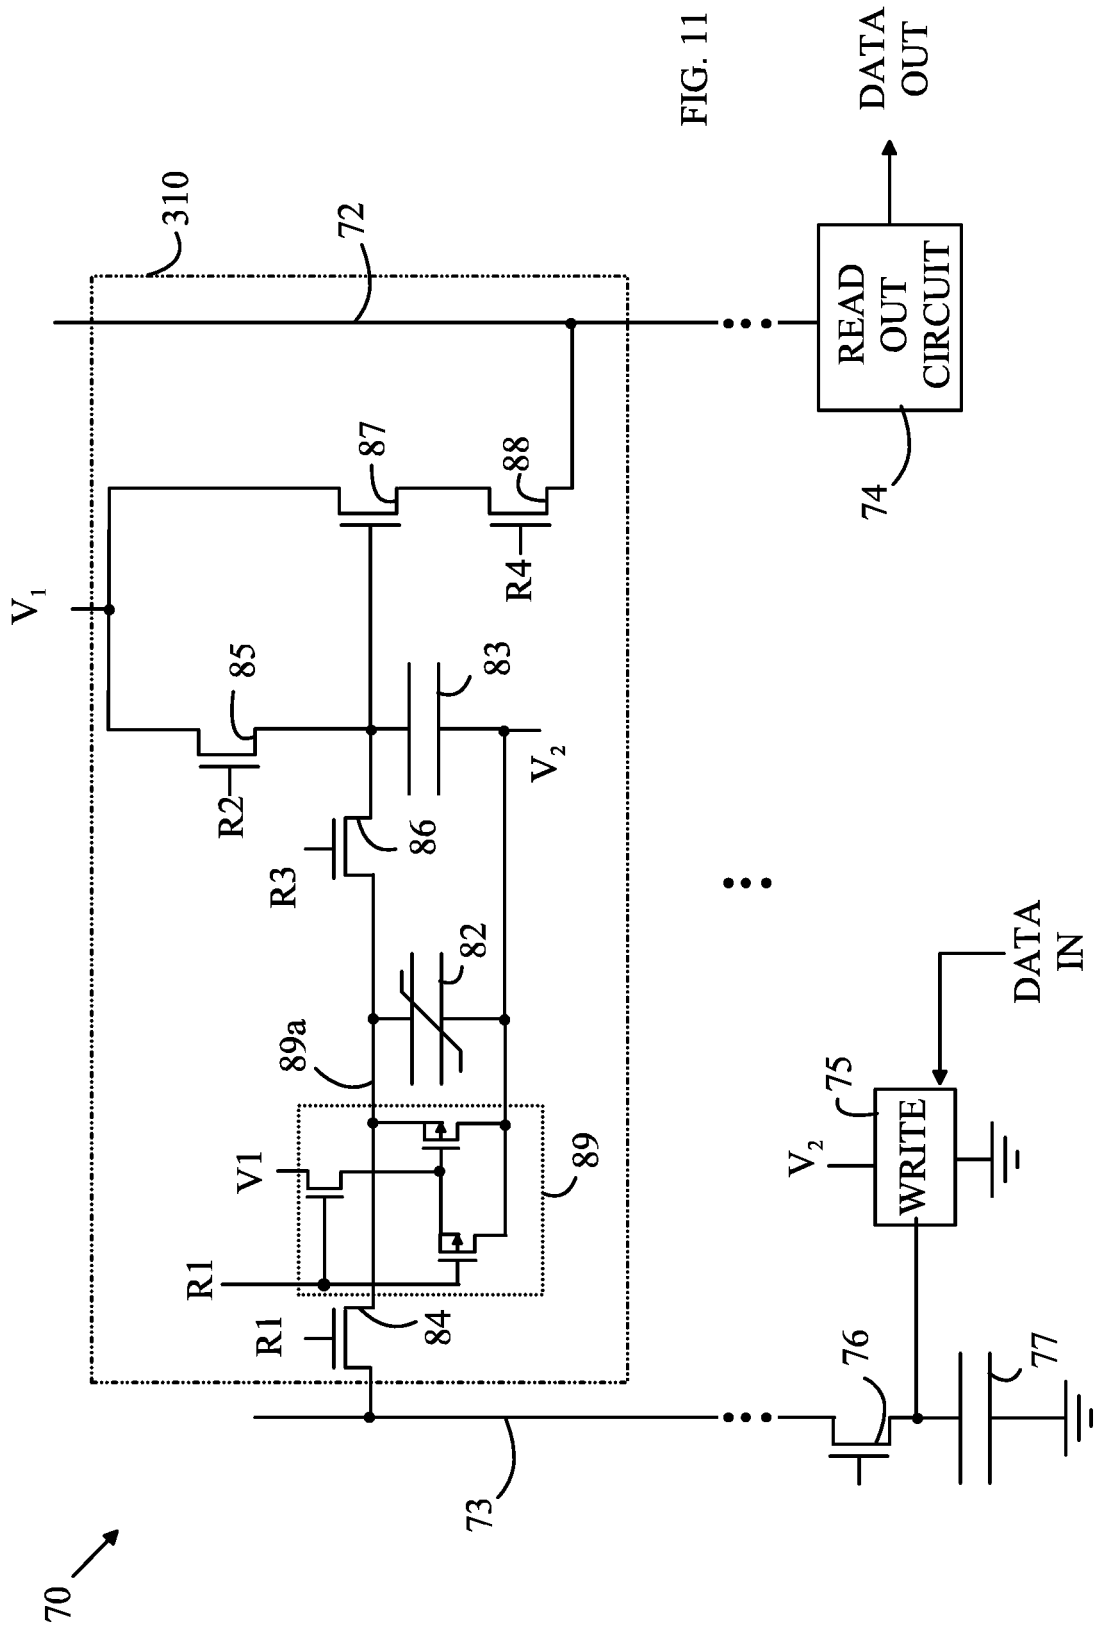 70
73
R1
84
R1
V1
89
89a
82
R3
86
R2
85
83
V2
V1
R4
87
88
72
310
76
77
V2
75
WRITE
DATA
IN
74
READ
OUT
CIRCUIT
DATA
OUT
FIG. 11